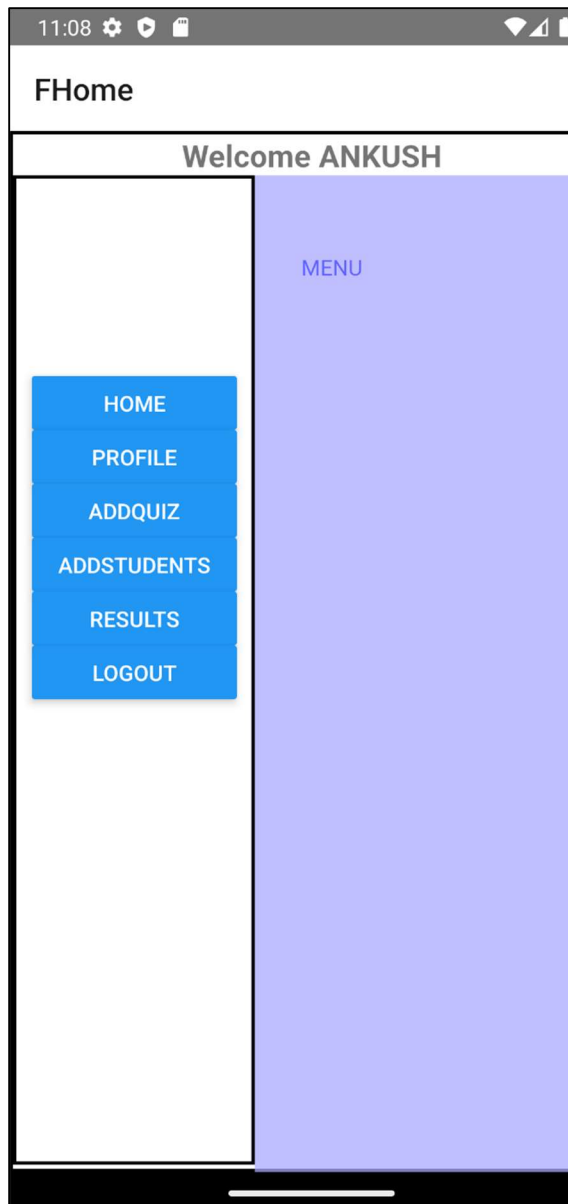 11:08
FHome
Welcome ANKUSH
MENU
HOME
PROFILE
ADDQUIZ
ADDSTUDENTS
RESULTS
LOGOUT